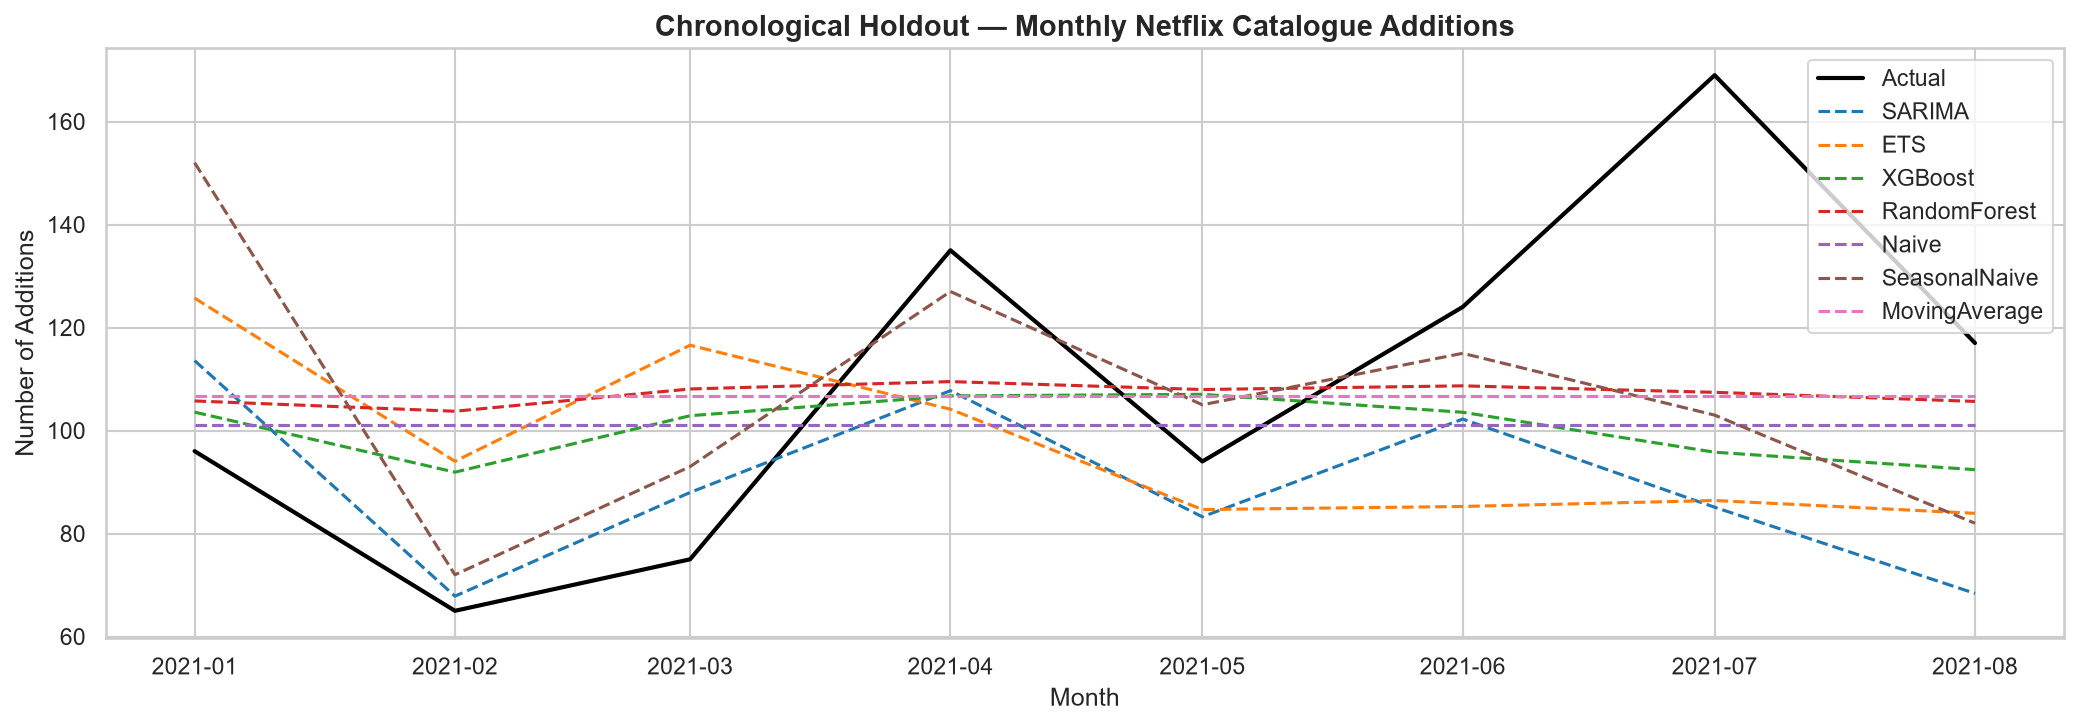 Chronological Holdout — Monthly Netflix Catalogue Additions
Number of Additions
160
140
120
100
80
60
Actual
SARIMA
ETS
XGBoost
RandomForest
Naive
SeasonalNaive
MovingAverage
2021-01 2021-02 2021-03 2021-04 2021-05 2021-06 2021-07 2021-08
Month